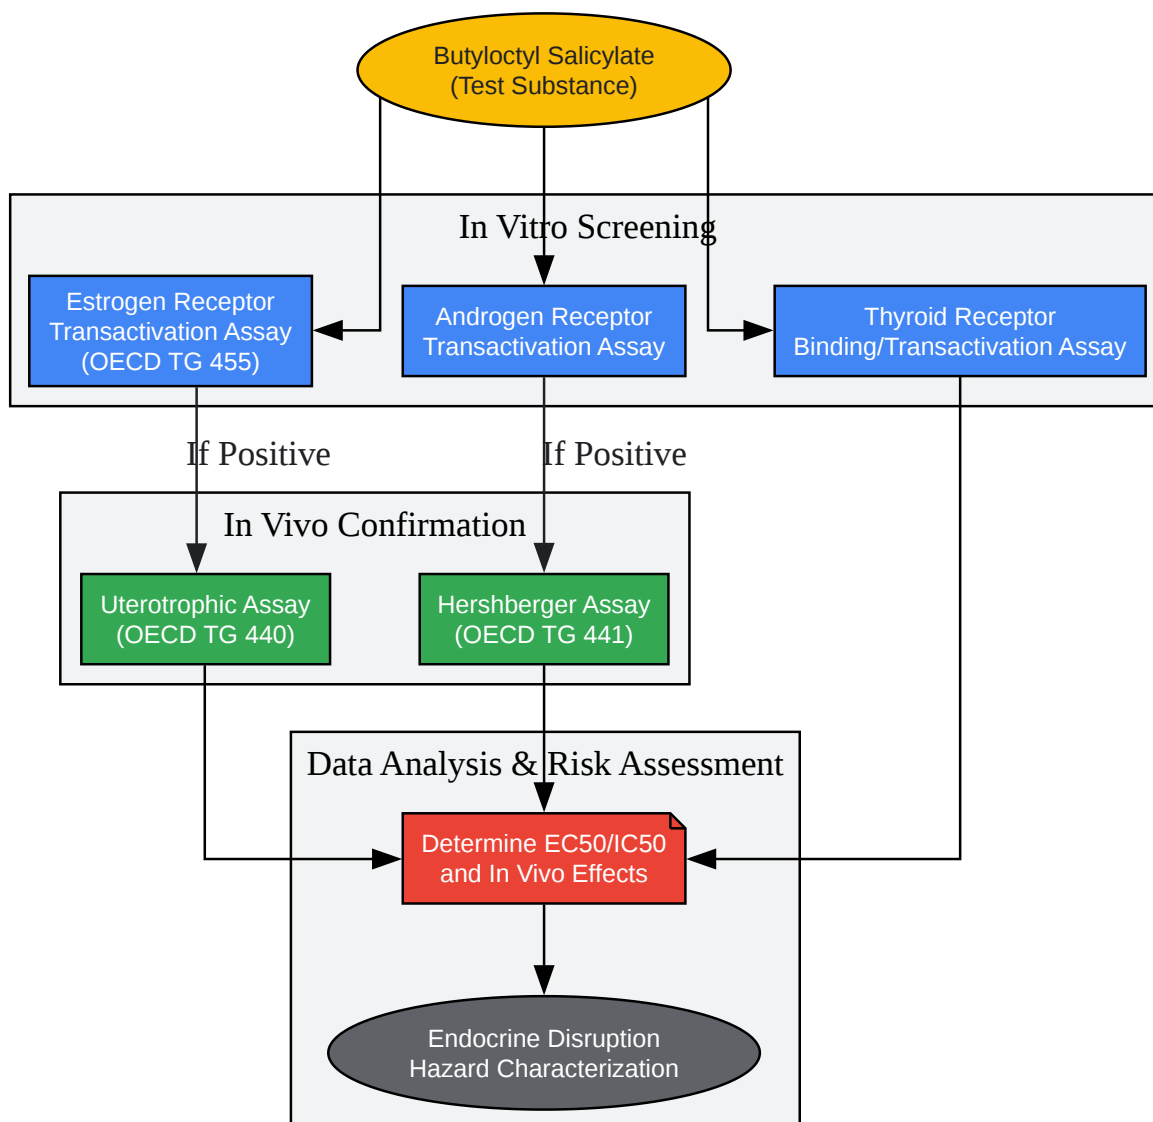 Butyloctyl Salicylate
(Test Substance)
In Vitro Screening
Estrogen Receptor
Transactivation Assay
(OECD TG 455)
Androgen Receptor
Transactivation Assay
Thyroid Receptor
Binding/Transactivation Assay
If Positive
If Positive
In Vivo Confirmation
Uterotrophic Assay
(OECD TG 440)
Hershberger Assay
(OECD TG 441)
Data Analysis & Risk Assessment
Determine EC50/IC50
and In Vivo Effects
Endocrine Disruption
Hazard Characterization